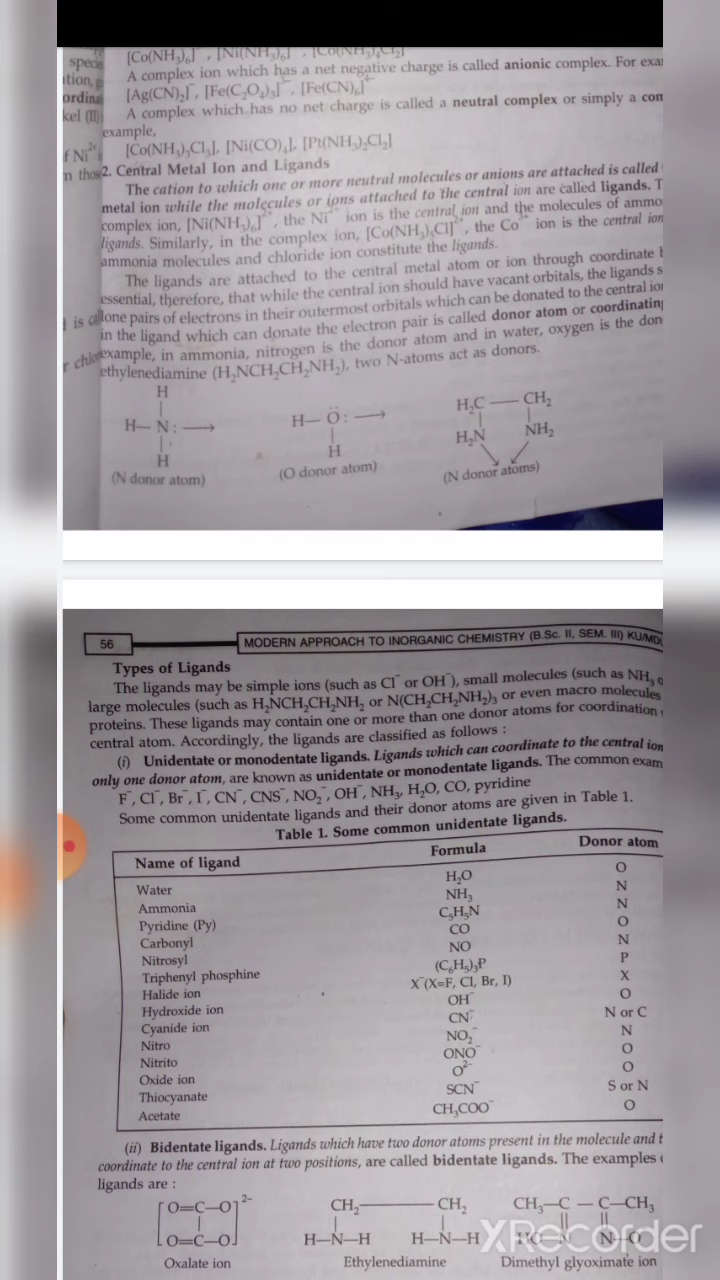 [Co(NH₃)₆]³⁻, [Ni(NH₃)₆]²⁻, [Co(NH₃)₄Cl₂]
A complex ion which has a net negative charge is called anionic complex. For exa
[Ag(CN)₂]⁻, [Fe(C₂O₄)₃]³⁻, [Fe(CN)₆]⁴⁻
A complex which has no net charge is called a neutral complex or simply a com
example,
[Co(NH₃)₃Cl₃], [Ni(CO)₄], [Pt(NH₃)₂Cl₂]
2. Central Metal Ion and Ligands
The cation to which one or more neutral molecules or anions are attached is called
metal ion while the molecules or ions attached to the central ion are called ligands. T
complex ion, [Ni(NH₃)₆]²⁺, the Ni²⁺ ion is the central ion and the molecules of ammo
ligands. Similarly, in the complex ion, [Co(NH₃)₅Cl]²⁺, the Co³⁺ ion is the central ion
ammonia molecules and chloride ion constitute the ligands.
The ligands are attached to the central metal atom or ion through coordinate b
essential, therefore, that while the central ion should have vacant orbitals, the ligands s
lone pairs of electrons in their outermost orbitals which can be donated to the central ion
in the ligand which can donate the electron pair is called donor atom or coordinating
example, in ammonia, nitrogen is the donor atom and in water, oxygen is the don
ethylenediamine (H₂NCH₂CH₂NH₂), two N-atoms act as donors.
H
H—N: ⟶ H—Ö: ⟶ H₂C — CH₂
H H H₂N NH₂
(N donor atom) (O donor atom) (N donor atoms)
56 MODERN APPROACH TO INORGANIC CHEMISTRY (B.Sc. II, SEM. III) KU/MD
Types of Ligands
The ligands may be simple ions (such as Cl⁻ or OH⁻), small molecules (such as NH₃ o
large molecules (such as H₂NCH₂CH₂NH₂ or N(CH₂CH₂NH₂)₃ or even macro molecules
proteins. These ligands may contain one or more than one donor atoms for coordination
central atom. Accordingly, the ligands are classified as follows :
(i) Unidentate or monodentate ligands. Ligands which can coordinate to the central ion
only one donor atom, are known as unidentate or monodentate ligands. The common exam
F⁻, Cl⁻, Br⁻, I⁻, CN⁻, CNS⁻, NO₂⁻, OH⁻, NH₃, H₂O, CO, pyridine
Some common unidentate ligands and their donor atoms are given in Table 1.
Table 1. Some common unidentate ligands.
Name of ligand Formula Donor atom
Water H₂O O
Ammonia NH₃ N
Pyridine (Py) C₅H₅N N
Carbonyl CO O
Nitrosyl NO N
Triphenyl phosphine (C₆H₅)₃P P
Halide ion X⁻(X=F, Cl, Br, I) X
Hydroxide ion OH⁻ O
Cyanide ion CN⁻ N or C
Nitro NO₂⁻ N
Nitrito ONO⁻ O
Oxide ion O²⁻ O
Thiocyanate SCN⁻ S or N
Acetate CH₃COO⁻ O
(ii) Bidentate ligands. Ligands which have two donor atoms present in the molecule and t
coordinate to the central ion at two positions, are called bidentate ligands. The examples
ligands are :
[O=C—O]²⁻ CH₂ — CH₂ CH₃—C — C—CH₃
O=C—O H—N—H H—N—H HO—N N—O
Oxalate ion Ethylenediamine Dimethyl glyoximate ion
XRecorder